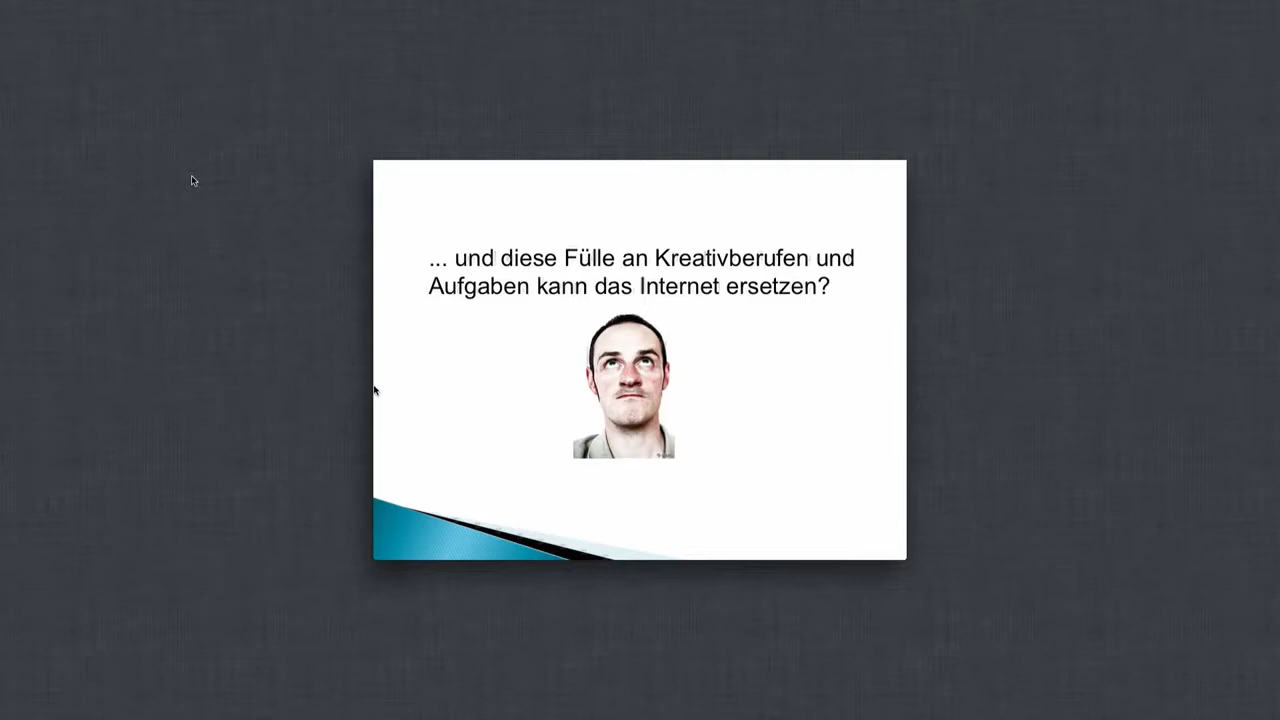 ... und diese Fülle an Kreativberufen und
Aufgaben kann das Internet ersetzen?